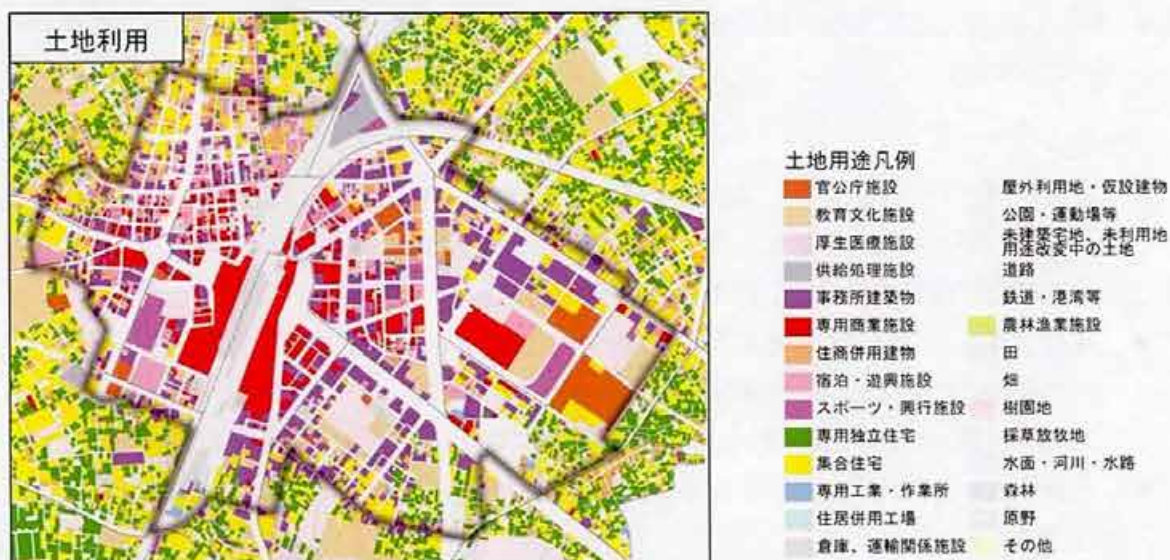 土地利用
土地用途凡例
官公庁施設
教育文化施設
厚生医療施設
供給処理施設
事務所建築物
専用商業施設
住商併用建物
宿泊・遊興施設
スポーツ・興行施設
専用独立住宅
集合住宅
専用工業・作業所
住居併用工場
倉庫、運輸関係施設
屋外利用地・仮設建物
公園・運動場等
未建築宅地、未利用地
用途改変中の土地
道路
鉄道・港湾等
農林漁業施設
田
畑
樹園地
採草放牧地
水面・河川・水路
森林
原野
その他